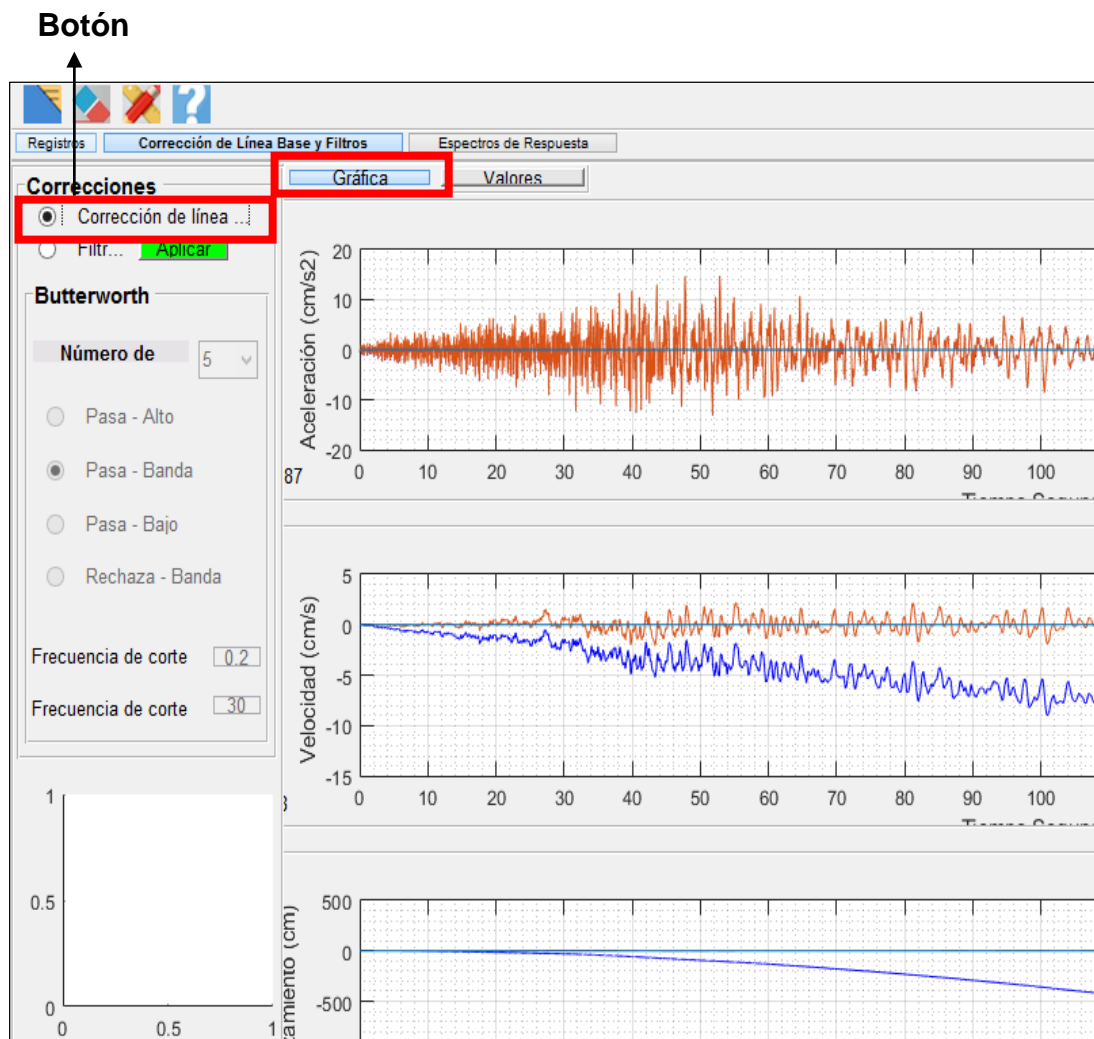 Botón
Registros
Corrección de Línea Base y Filtros
Espectros de Respuesta
Correcciones
Corrección de línea ...
Filtr...
Aplicar
Butterworth
Número de
5
Pasa - Alto
Pasa - Banda
Pasa - Bajo
Rechaza - Banda
Frecuencia de corte
0.2
Frecuencia de corte
30
1
0.5
0
0
0.5
1
Gráfica
Valores
Aceleración (cm/s2)
20
10
0
-10
-20
87
0 10 20 30 40 50 60 70 80 90 100
Velocidad (cm/s)
5
0
-5
-10
-15
0 10 20 30 40 50 60 70 80 90 100
tamiento (cm)
500
0
-500